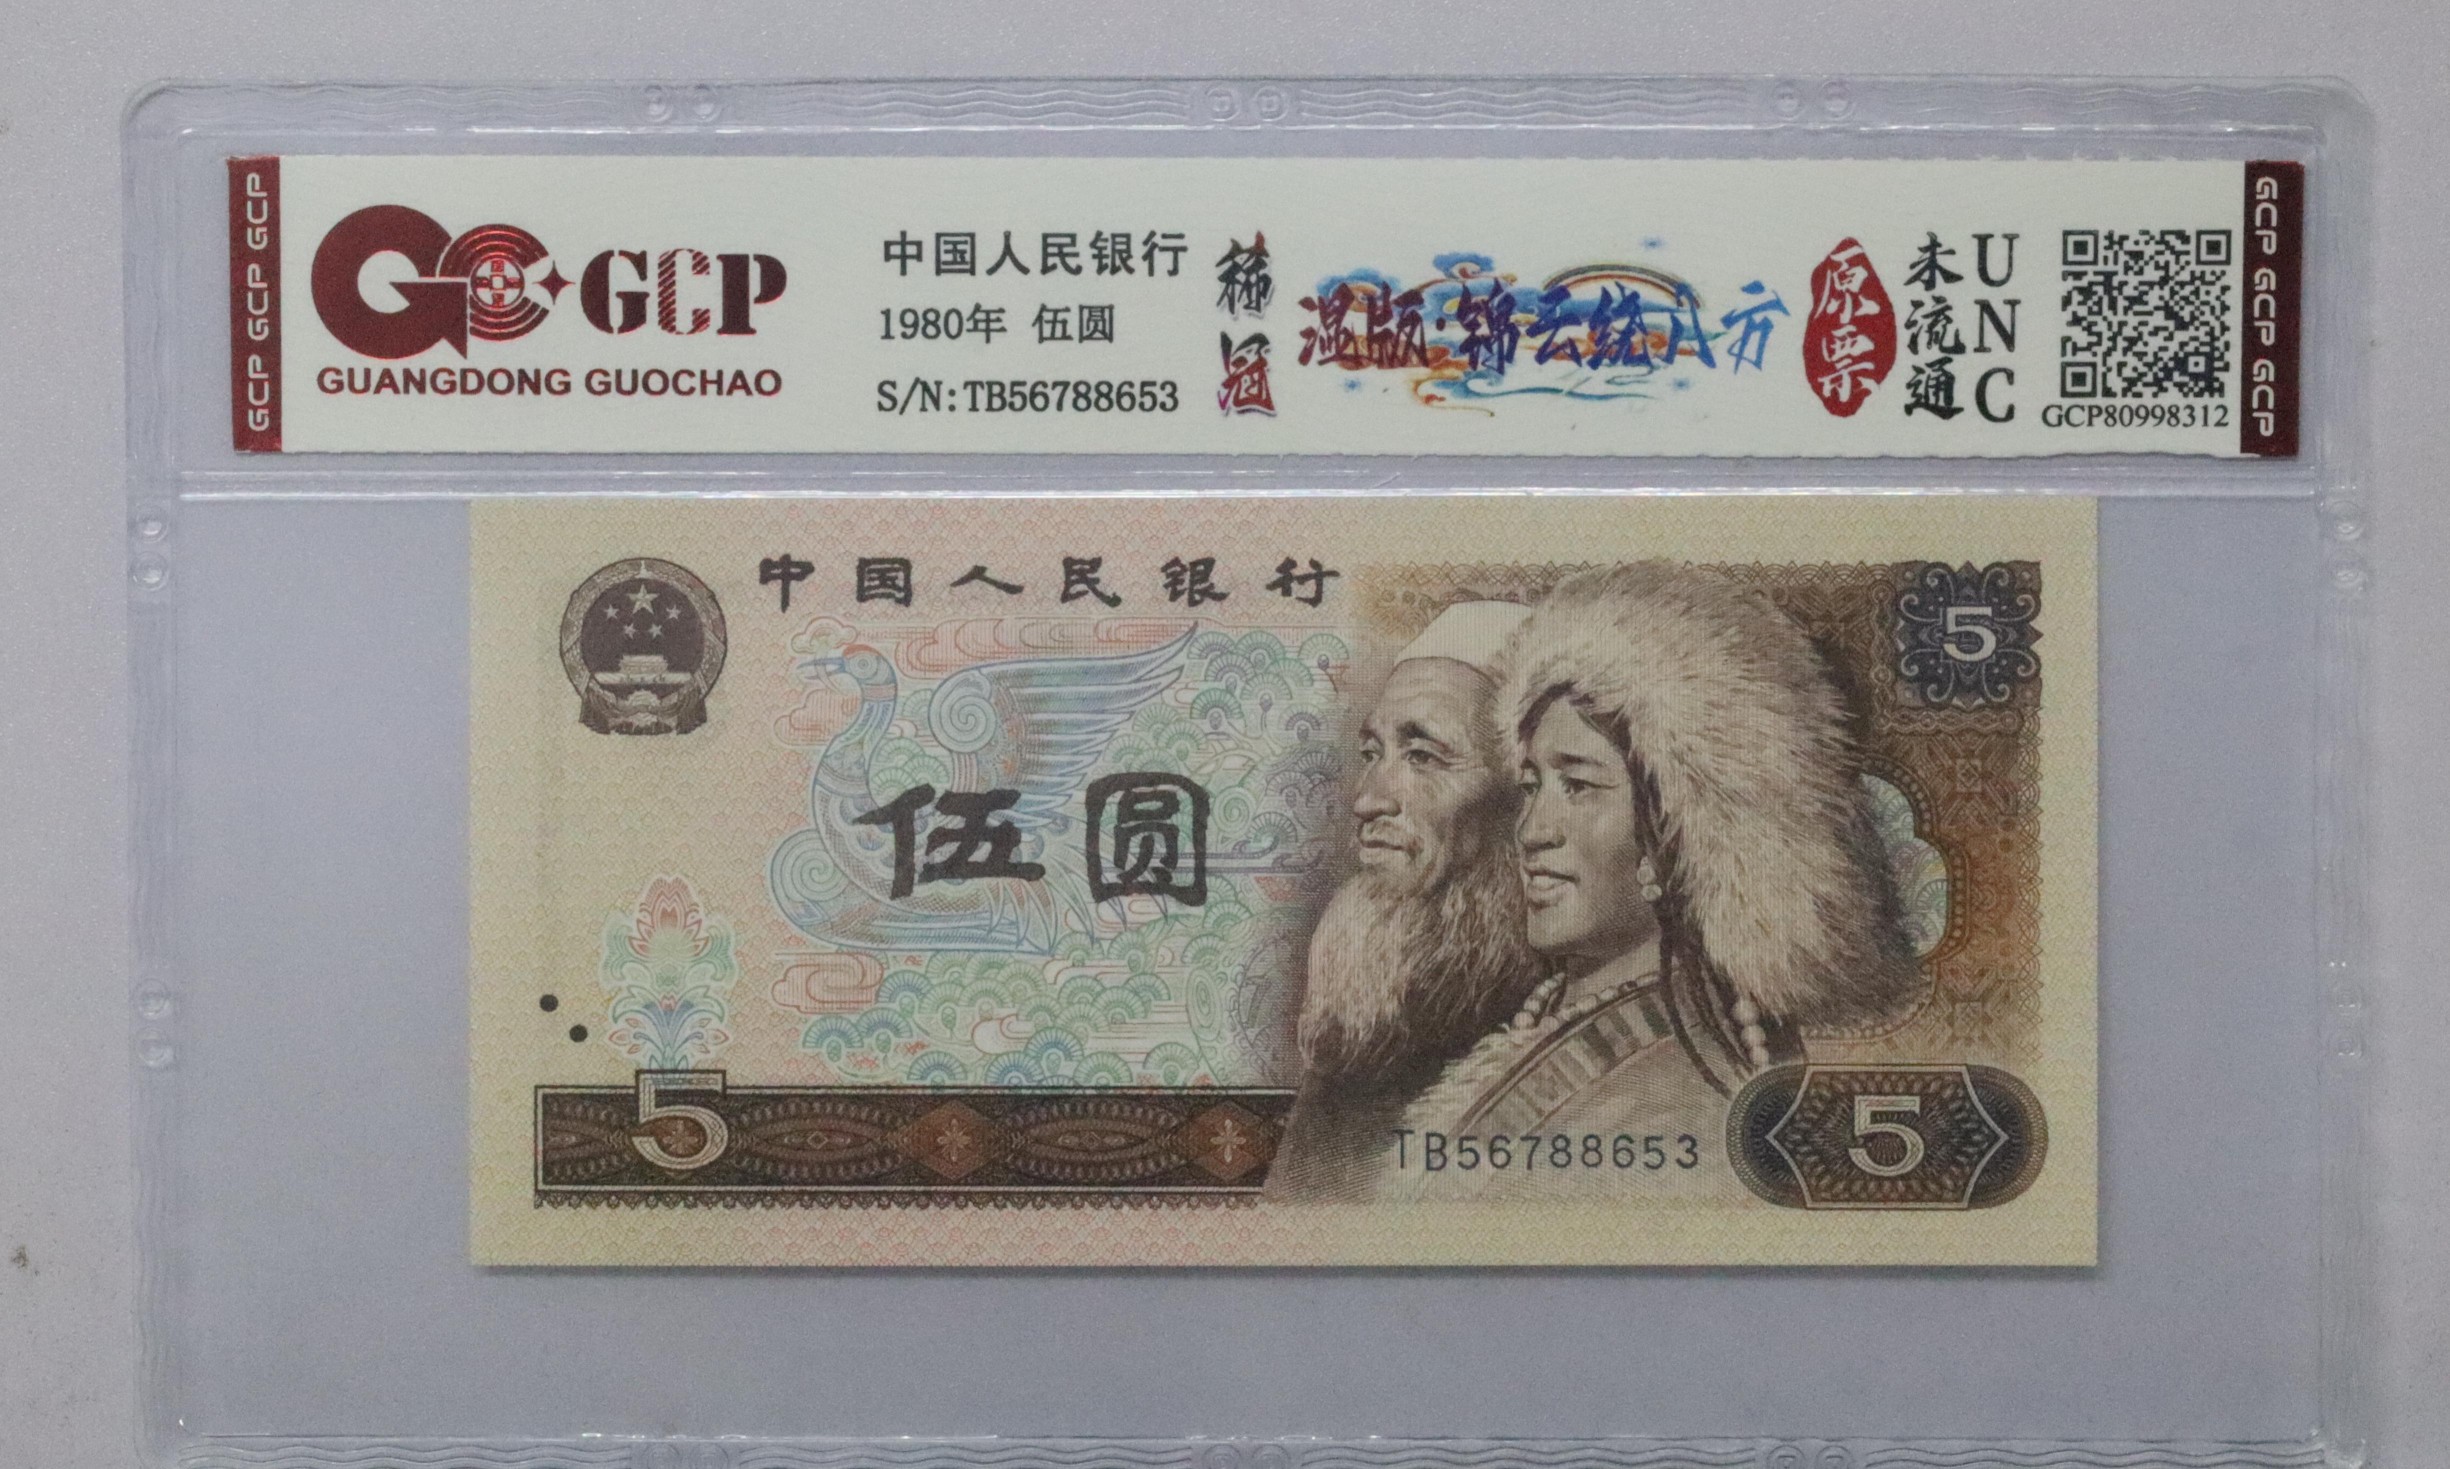 GCP GCP GCP
GCP
GUANGDONG GUOCHAO
中国人民银行
1980年 伍圆
S/N:TB56788653
稀冠
温版·锦云绕八方
原票
未流通
UNC
GCP80998312
GCP GCP GCP
中国人民银行
5
伍圆
5
TB56788653
5